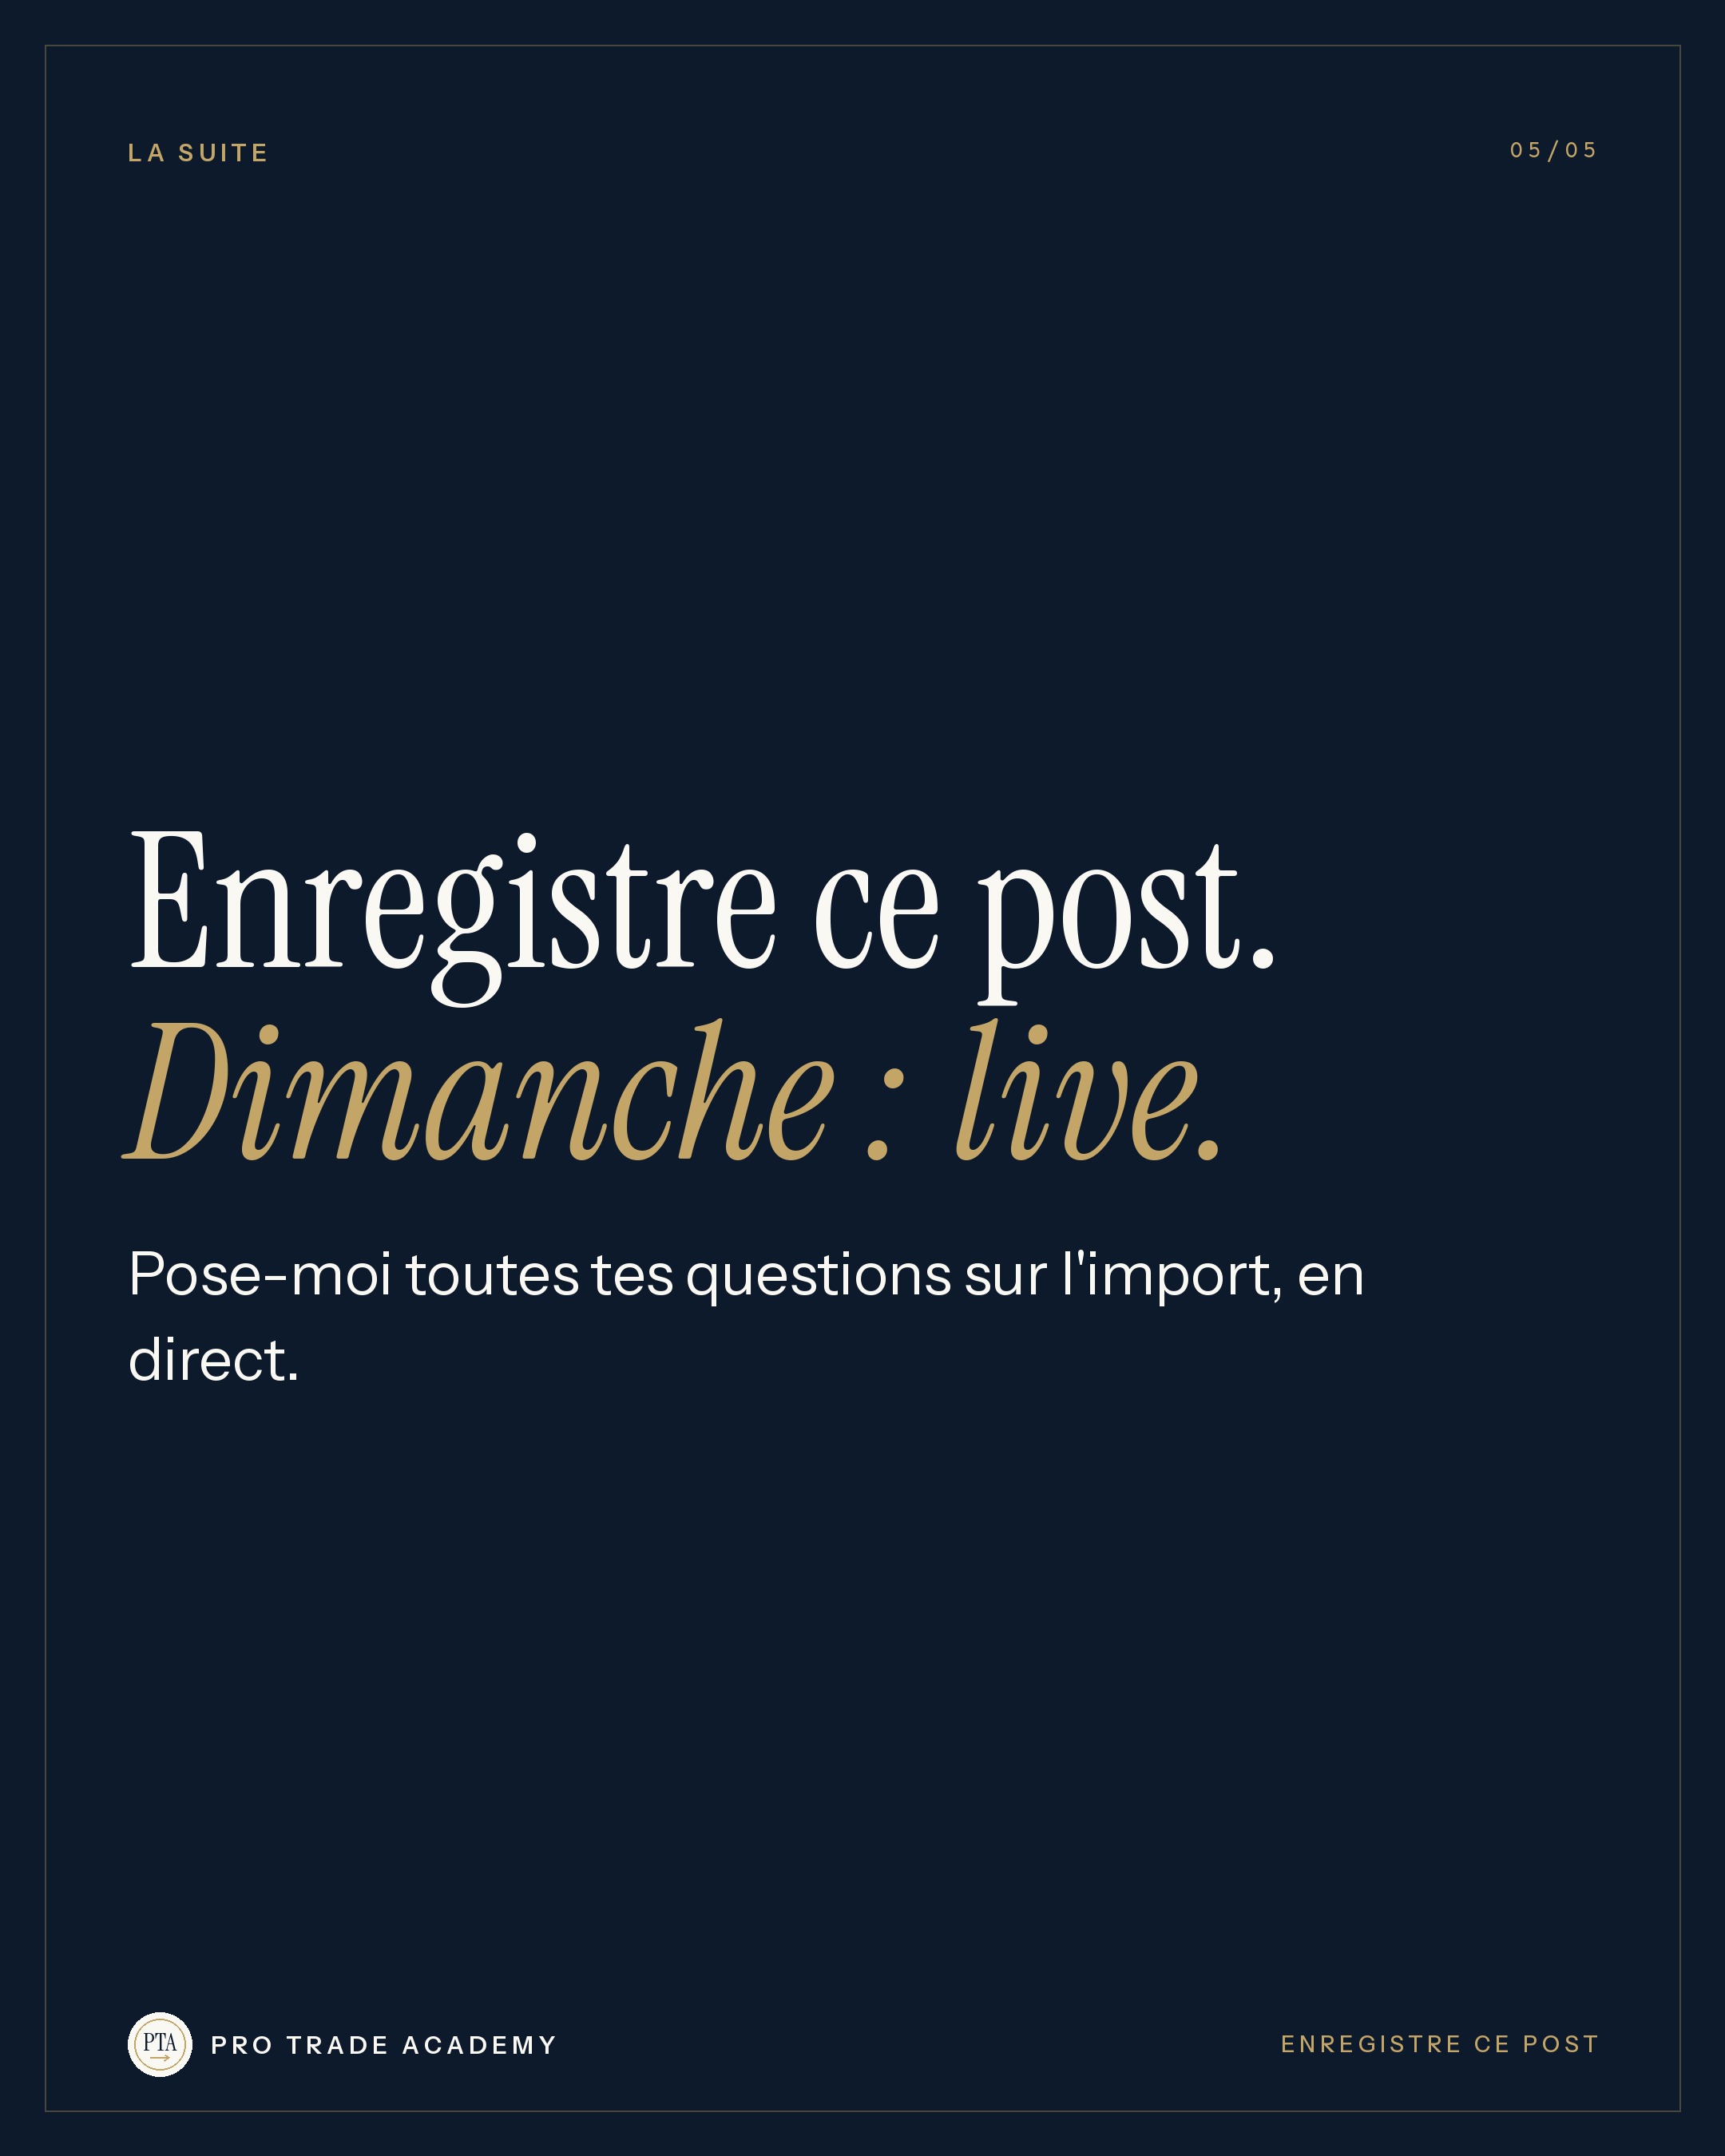 LA SUITE
05/05
Enregistre ce post.
Dimanche : live.
Pose-moi toutes tes questions sur l'import, en
direct.
PTA
PRO TRADE ACADEMY
ENREGISTRE CE POST